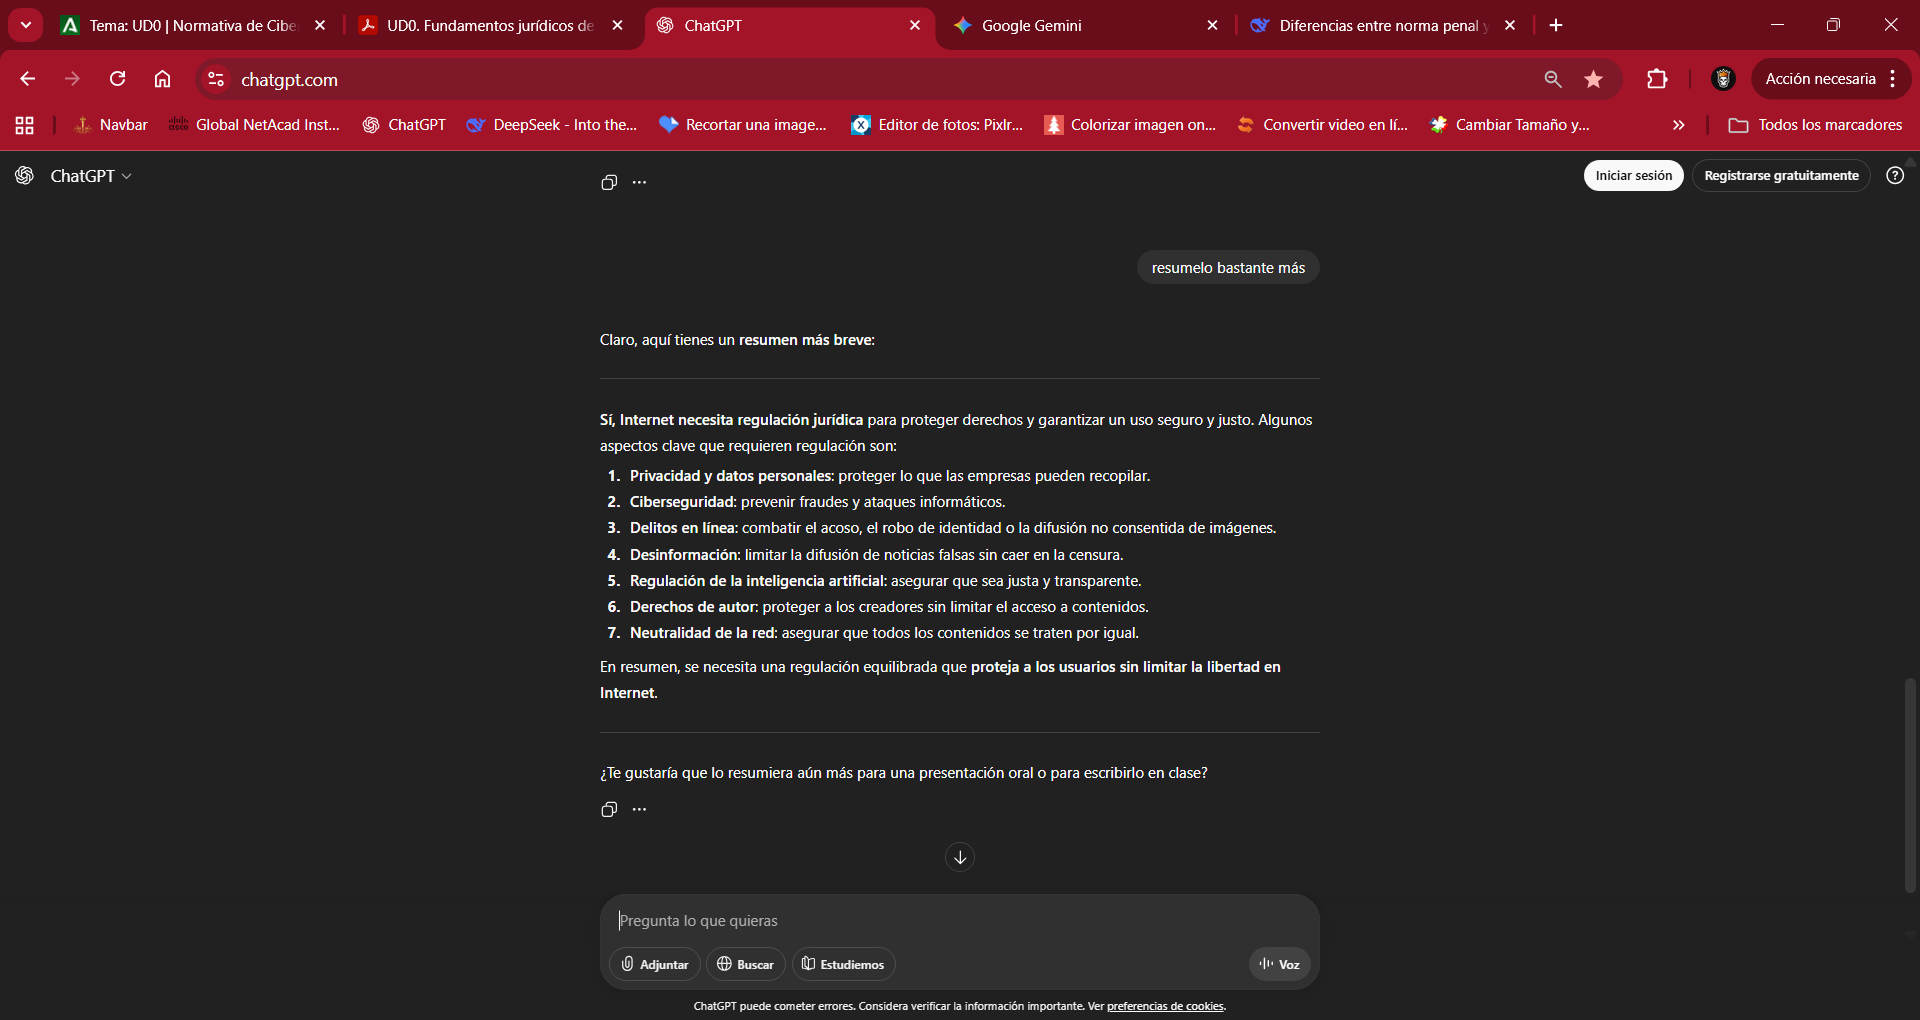 Tema: UD0 | Normativa de Cibe
UD0. Fundamentos jurídicos de
ChatGPT
Google Gemini
Diferencias entre norma penal y
chatgpt.com
Acción necesaria
Navbar
Global NetAcad Inst...
ChatGPT
DeepSeek - Into the...
Recortar una image...
Editor de fotos: Pixlr...
Colorizar imagen on...
Convertir video en lí...
Cambiar Tamaño y...
Todos los marcadores
ChatGPT
Iniciar sesión
Registrarse gratuitamente
resumelo bastante más
Claro, aquí tienes un resumen más breve:
Sí, Internet necesita regulación jurídica para proteger derechos y garantizar un uso seguro y justo. Algunos
aspectos clave que requieren regulación son:
1. Privacidad y datos personales: proteger lo que las empresas pueden recopilar.
2. Ciberseguridad: prevenir fraudes y ataques informáticos.
3. Delitos en línea: combatir el acoso, el robo de identidad o la difusión no consentida de imágenes.
4. Desinformación: limitar la difusión de noticias falsas sin caer en la censura.
5. Regulación de la inteligencia artificial: asegurar que sea justa y transparente.
6. Derechos de autor: proteger a los creadores sin limitar el acceso a contenidos.
7. Neutralidad de la red: asegurar que todos los contenidos se traten por igual.
En resumen, se necesita una regulación equilibrada que proteja a los usuarios sin limitar la libertad en
Internet.
¿Te gustaría que lo resumiera aún más para una presentación oral o para escribirlo en clase?
Pregunta lo que quieras
Adjuntar
Buscar
Estudiemos
Voz
ChatGPT puede cometer errores. Considera verificar la información importante. Ver preferencias de cookies.